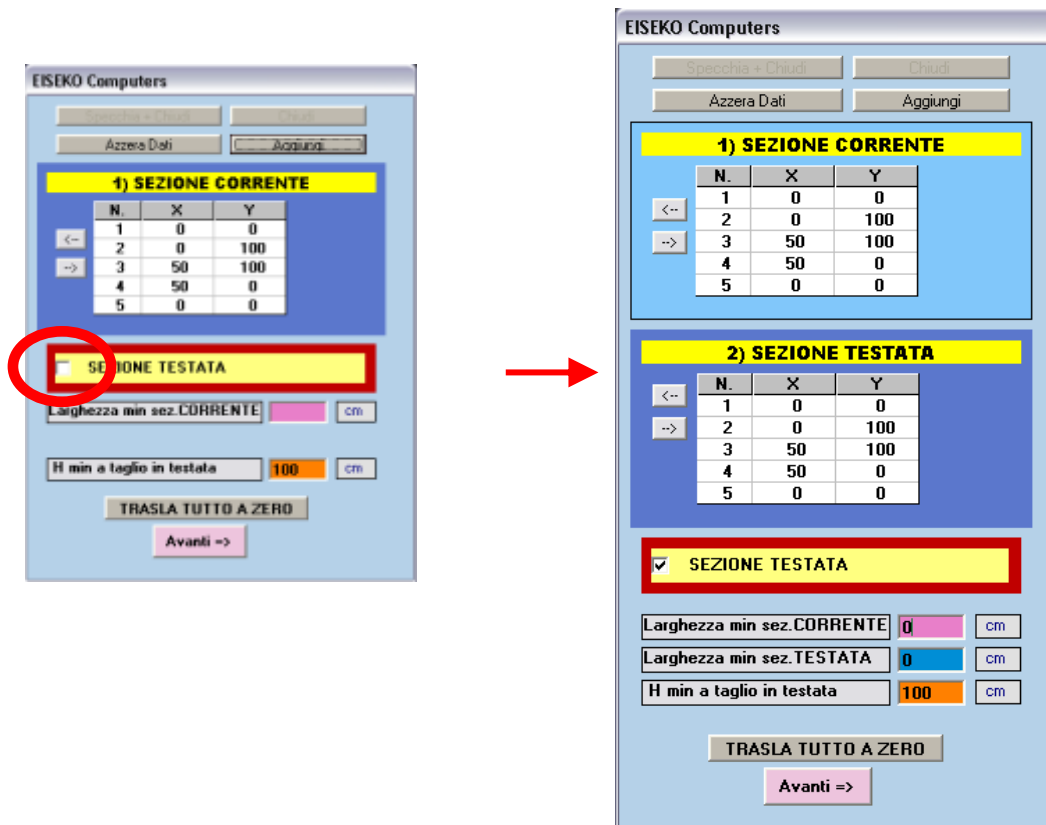 EISEKO Computers
Specchia + Chiudi Chiudi
Azzera Dati Aggiungi
1) SEZIONE CORRENTE
N. X Y
1 0 0
<-- 2 0 100
--> 3 50 100
4 50 0
5 0 0
SEZIONE TESTATA
Larghezza min sez.CORRENTE cm
H min a taglio in testata 100 cm
TRASLA TUTTO A ZERO
Avanti =>
EISEKO Computers
Specchia + Chiudi Chiudi
Azzera Dati Aggiungi
1) SEZIONE CORRENTE
N. X Y
1 0 0
<-- 2 0 100
--> 3 50 100
4 50 0
5 0 0
2) SEZIONE TESTATA
N. X Y
<-- 1 0 0
--> 2 0 100
3 50 100
4 50 0
5 0 0
SEZIONE TESTATA
Larghezza min sez.CORRENTE 0 cm
Larghezza min sez.TESTATA 0 cm
H min a taglio in testata 100 cm
TRASLA TUTTO A ZERO
Avanti =>